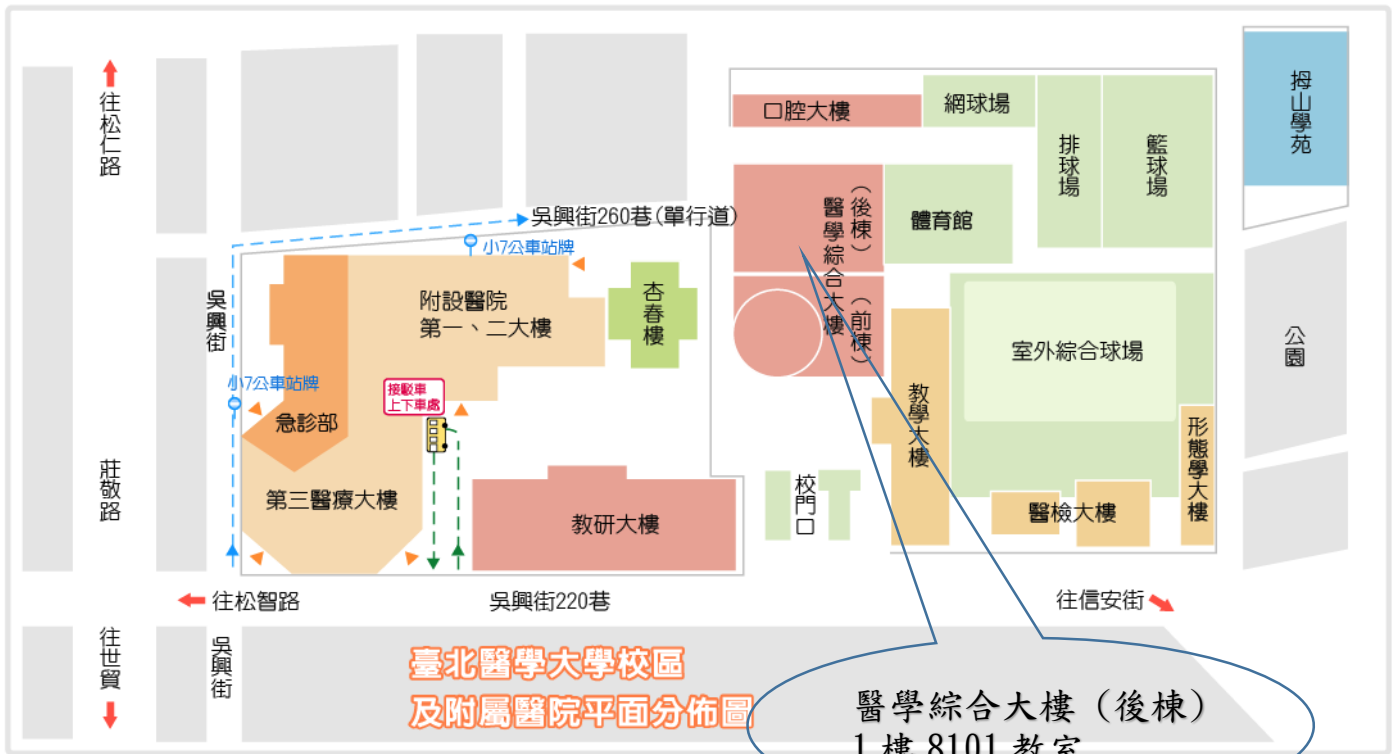 往松仁路
口腔大樓
網球場
排球場
籃球場
拇山學苑
吳興街260巷(單行道)
小7公車站牌
醫學綜合大樓
（後棟）
（前棟）
體育館
吳興街
附設醫院
第一、二大樓
杏春樓
室外綜合球場
公園
小7公車站牌
接駁車
上下車處
急診部
教學大樓
形態學大樓
莊敬路
第三醫療大樓
教研大樓
校門口
醫檢大樓
往松智路
吳興街220巷
往信安街
往世貿
吳興街
臺北醫學大學校區
及附屬醫院平面分佈圖
醫學綜合大樓（後棟）
1 樓 8101 教室